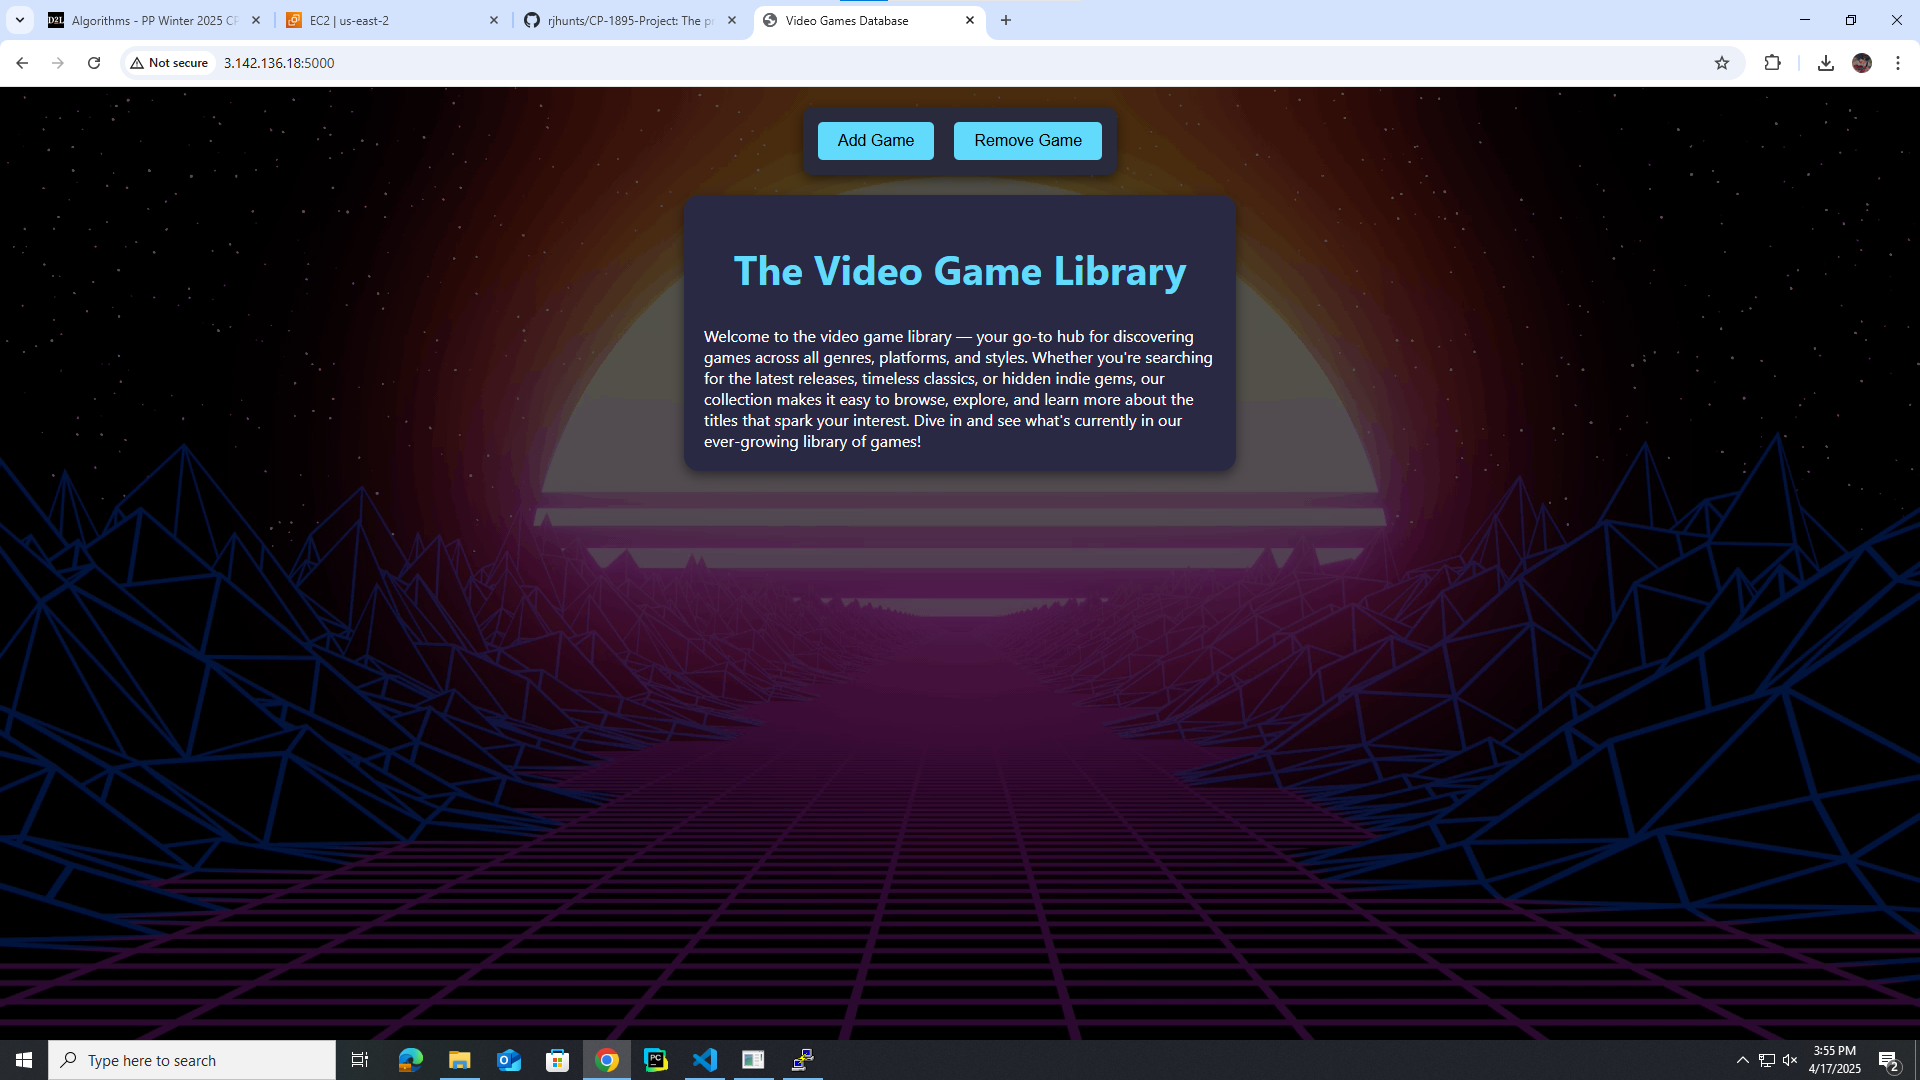 Algorithms - PP Winter 2025 CP
EC2 | us-east-2
rjhunts/CP-1895-Project: The pr
Video Games Database
Not secure
3.142.136.18:5000
Add Game
Remove Game
The Video Game Library
Welcome to the video game library — your go-to hub for discovering
games across all genres, platforms, and styles. Whether you're searching
for the latest releases, timeless classics, or hidden indie gems, our
collection makes it easy to browse, explore, and learn more about the
titles that spark your interest. Dive in and see what's currently in our
ever-growing library of games!
Type here to search
3:55 PM
4/17/2025
2